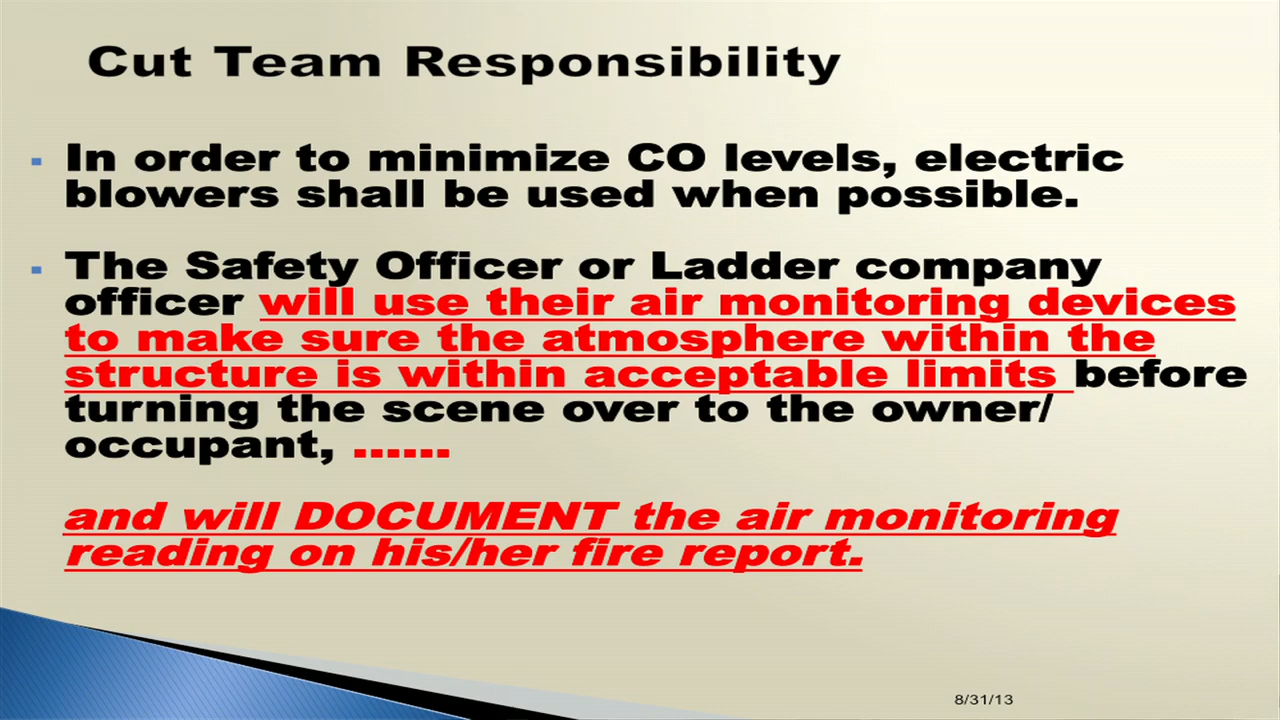 Cut Team Responsibility
▪ In order to minimize CO levels, electric
blowers shall be used when possible.
▪ The Safety Officer or Ladder company
officer will use their air monitoring devices
to make sure the atmosphere within the
structure is within acceptable limits before
turning the scene over to the owner/
occupant, ......
and will DOCUMENT the air monitoring
reading on his/her fire report.
8/31/13